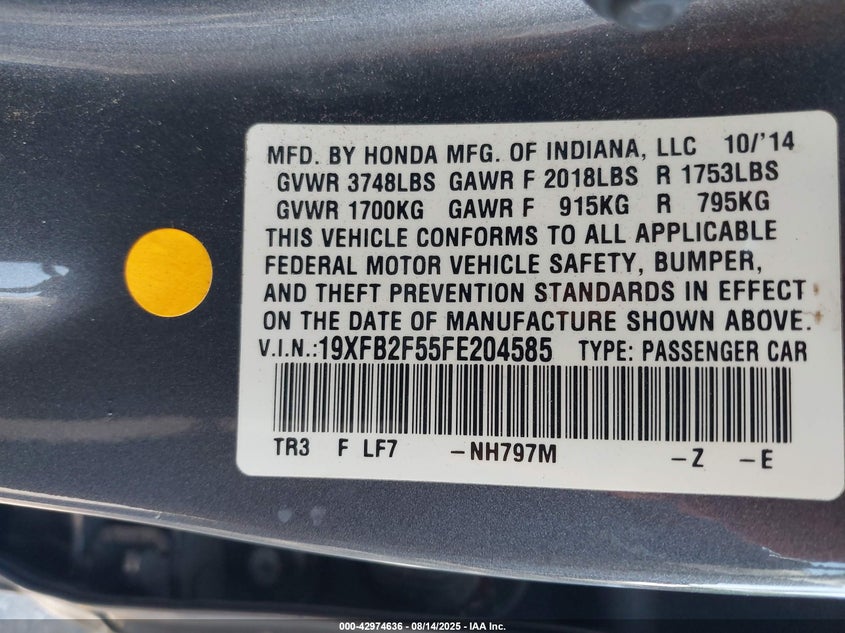 MFD. BY HONDA MFG. OF INDIANA, LLC 10/'14
GVWR 3748LBS GAWR F 2018LBS R 1753LBS
GVWR 1700KG GAWR F 915KG R 795KG
THIS VEHICLE CONFORMS TO ALL APPLICABLE
FEDERAL MOTOR VEHICLE SAFETY, BUMPER,
AND THEFT PREVENTION STANDARDS IN EFFECT
ON THE DATE OF MANUFACTURE SHOWN ABOVE.
V.I.N.:19XFB2F55FE204585 TYPE: PASSENGER CAR
TR3 F LF7 -NH797M -Z -E
000-42974636 - 08/14/2025 - IAA Inc.